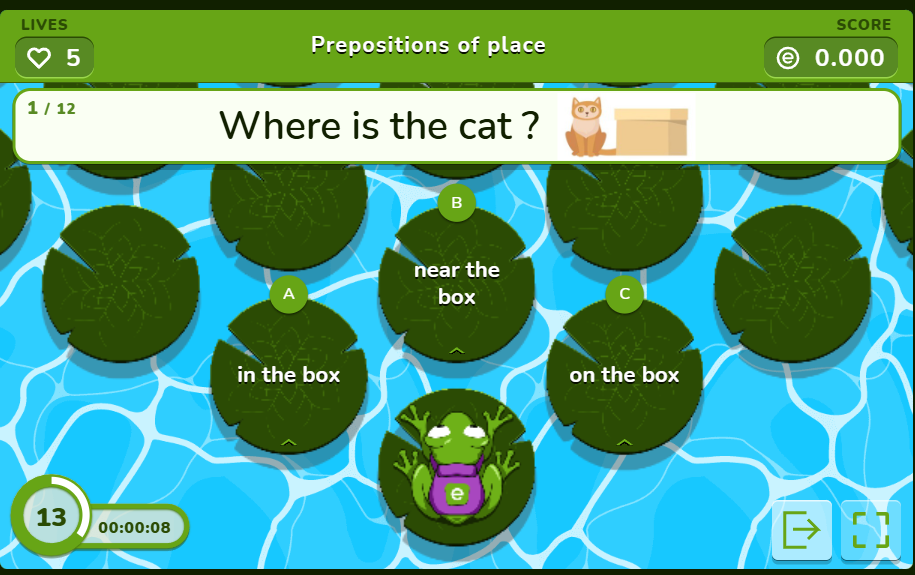 LIVES
5
Prepositions of place
SCORE
e 0.000
1 / 12
Where is the cat ?
B
near the
box
A
in the box
C
on the box
e
13
00:00:08